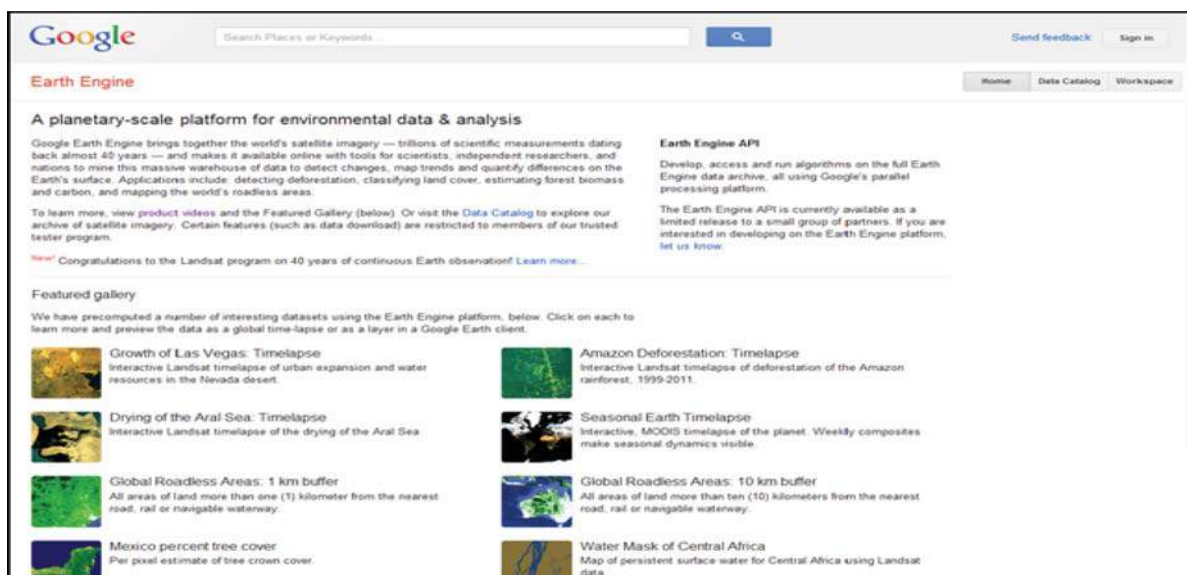 Google
Search Places or Keywords...
Send feedback
Sign in
Earth Engine
Home
Data Catalog
Workspace
A planetary-scale platform for environmental data & analysis
Google Earth Engine brings together the world's satellite imagery — trillions of scientific measurements dating
back almost 40 years — and makes it available online with tools for scientists, independent researchers, and
nations to mine this massive warehouse of data to detect changes, map trends and quantify differences on the
Earth's surface. Applications include: detecting deforestation, classifying land cover, estimating forest biomass
and carbon, and mapping the world's roadless areas.
To learn more, view product videos and the Featured Gallery (below). Or visit the Data Catalog to explore our
archive of satellite imagery. Certain features (such as data download) are restricted to members of our trusted
tester program.
New! Congratulations to the Landsat program on 40 years of continuous Earth observation! Learn more...
Earth Engine API
Develop, access and run algorithms on the full Earth
Engine data archive, all using Google's parallel
processing platform.
The Earth Engine API is currently available as a
limited release to a small group of partners. If you are
interested in developing on the Earth Engine platform,
let us know.
Featured gallery
We have precomputed a number of interesting datasets using the Earth Engine platform, below. Click on each to
learn more and preview the data as a global time-lapse or as a layer in a Google Earth client.
Growth of Las Vegas: Timelapse
Interactive Landsat timelapse of urban expansion and water
resources in the Nevada desert.
Amazon Deforestation: Timelapse
Interactive Landsat timelapse of deforestation of the Amazon
rainforest, 1999-2011.
Drying of the Aral Sea: Timelapse
Interactive Landsat timelapse of the drying of the Aral Sea
Seasonal Earth Timelapse
Interactive, MODIS timelapse of the planet. Weekly composites
make seasonal dynamics visible.
Global Roadless Areas: 1 km buffer
All areas of land more than one (1) kilometer from the nearest
road, rail or navigable waterway.
Global Roadless Areas: 10 km buffer
All areas of land more than ten (10) kilometers from the nearest
road, rail or navigable waterway.
Mexico percent tree cover
Per pixel estimate of tree crown cover.
Water Mask of Central Africa
Map of persistent surface water for Central Africa using Landsat
data.